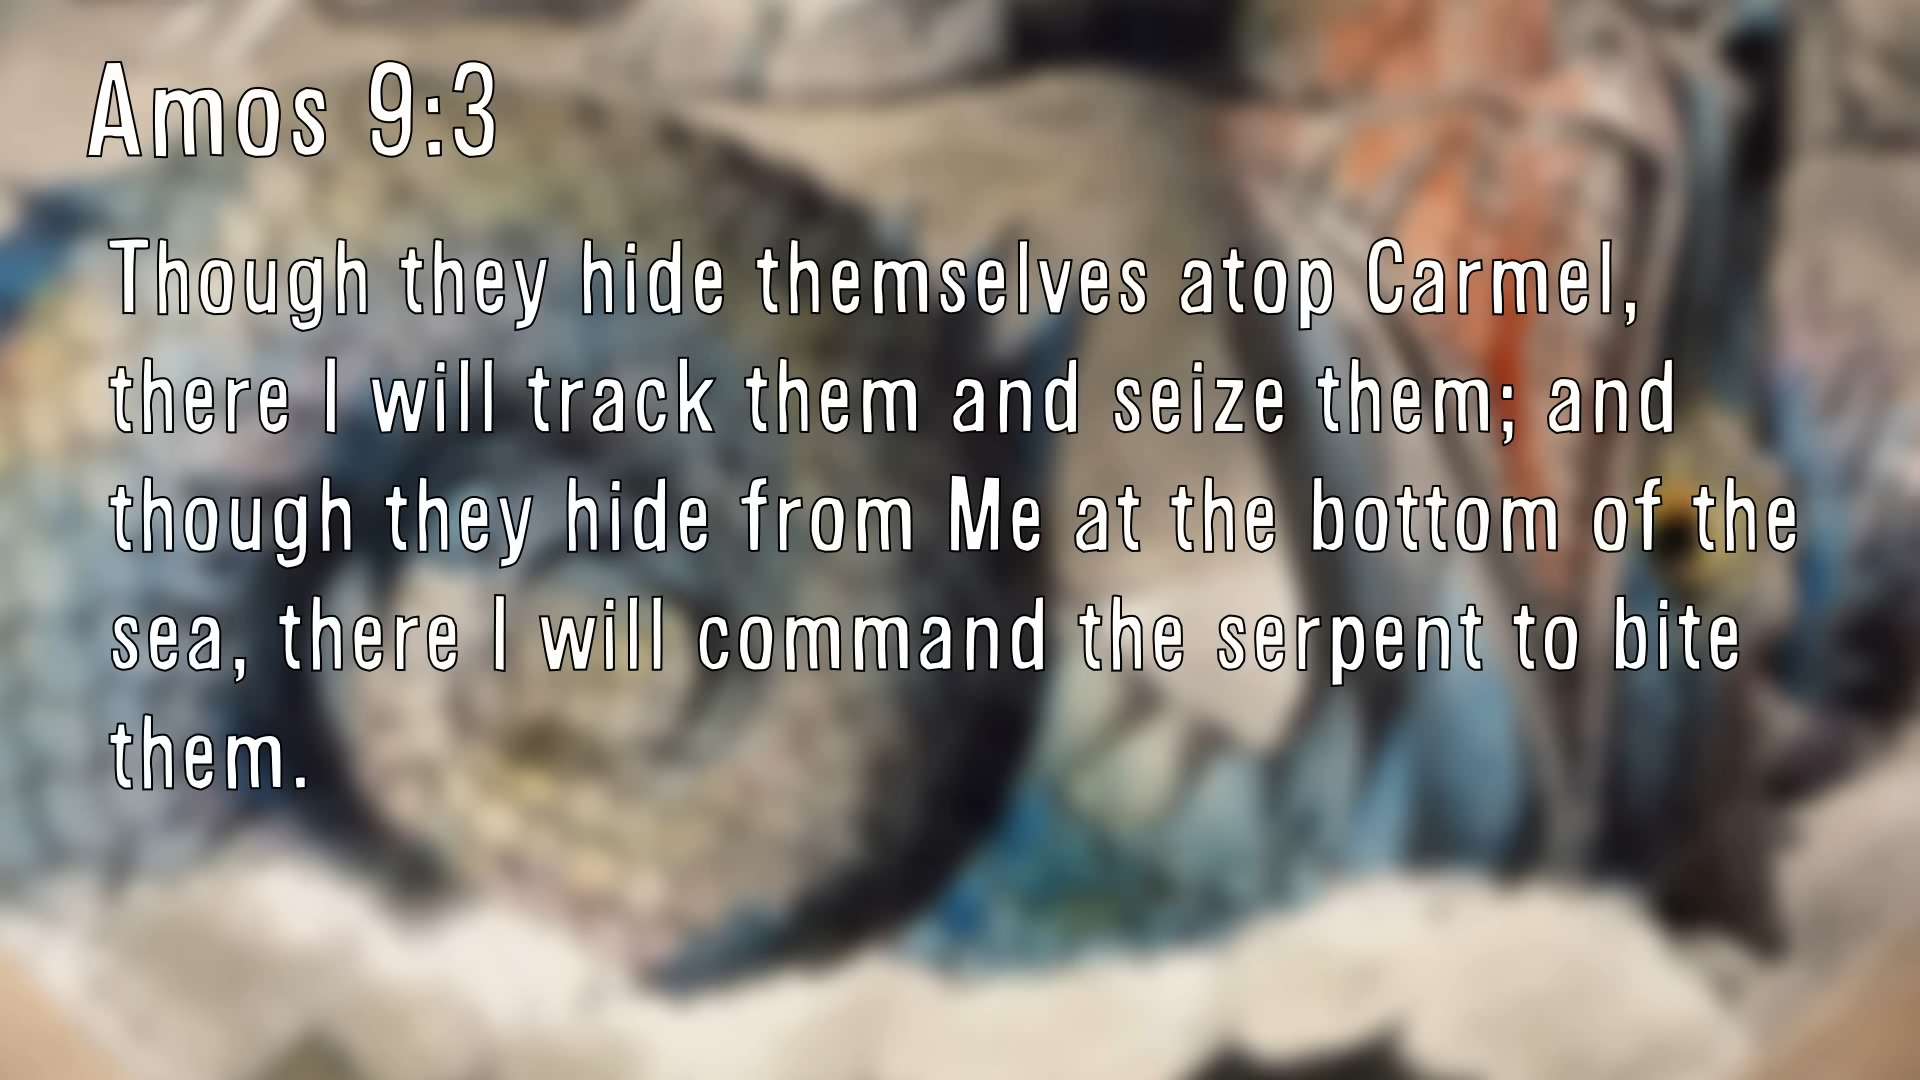 Amos 9:3
Though they hide themselves atop Carmel,
there I will track them and seize them; and
though they hide from Me at the bottom of the
sea, there I will command the serpent to bite
them.